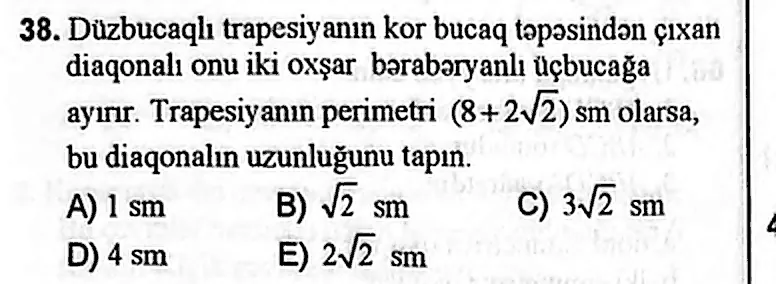 38. Düzbucaqlı trapesiyanın kor bucaq təpəsindən çıxan
diaqonalı onu iki oxşar bərabəryanlı üçbucağa
ayırır. Trapesiyanın perimetri (8+2√2) sm olarsa,
bu diaqonalın uzunluğunu tapın.
A) 1 sm B) √2 sm C) 3√2 sm
D) 4 sm E) 2√2 sm